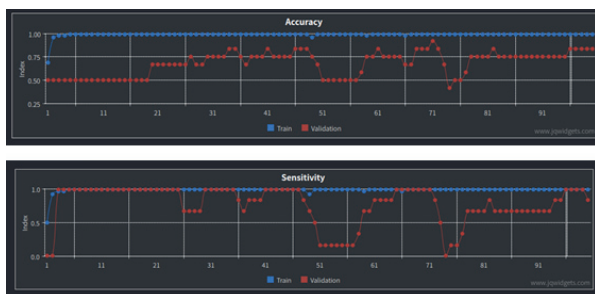 Accuracy
1.00
0.75
0.50
0.25
Index
1 11 21 31 41 51 61 71 81 91
Train Validation
www.jqwidgets.com
Sensitivity
1.0
0.5
0.0
Index
1 11 21 31 41 51 61 71 81 91
Train Validation
www.jqwidgets.com